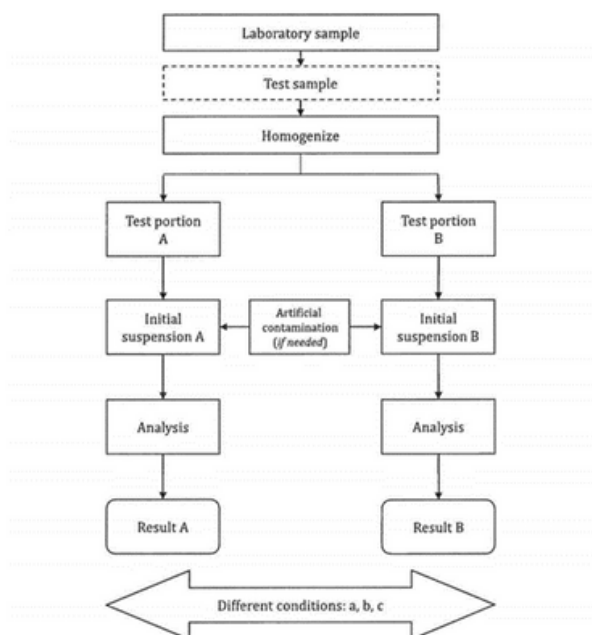 Laboratory sample
Test sample
Homogenize
Test portion
A
Test portion
B
Initial
suspension A
Artificial
contamination
(if needed)
Initial
suspension B
Analysis
Analysis
Result A
Result B
Different conditions: a, b, c